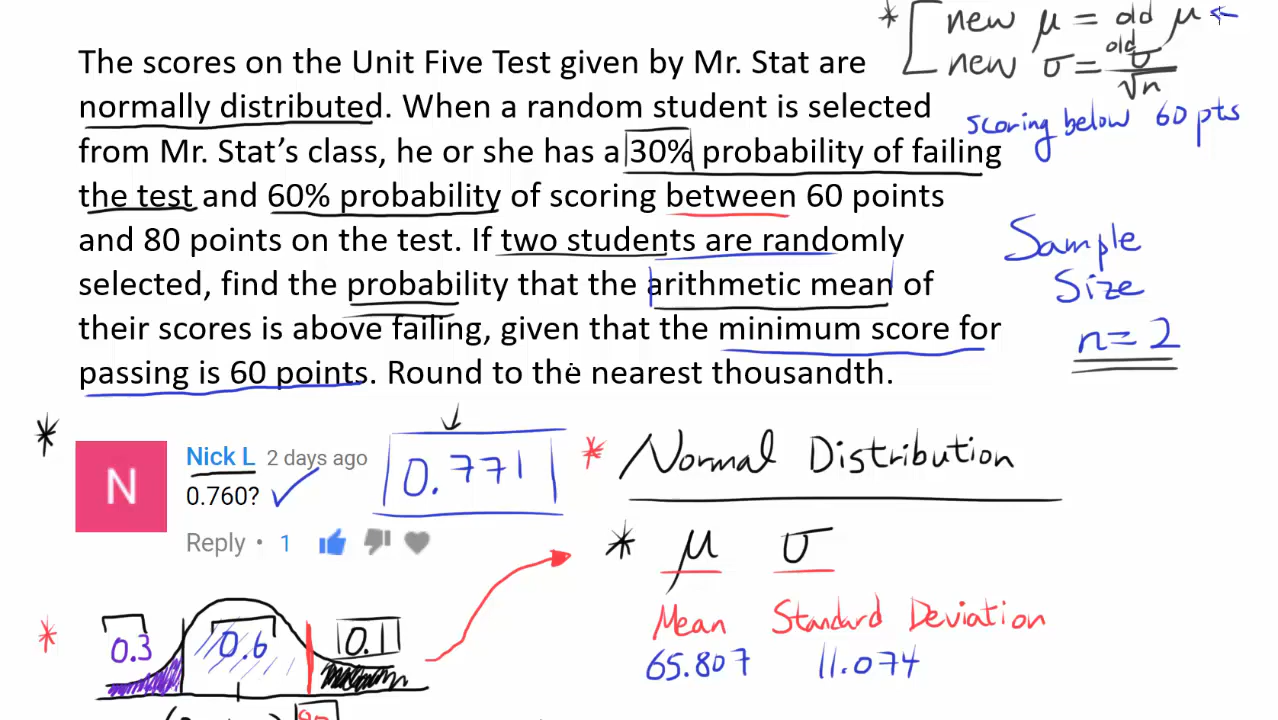 * new μ = old μ ←
new σ = old σ / √n
The scores on the Unit Five Test given by Mr. Stat are
normally distributed. When a random student is selected
scoring below 60 pts
from Mr. Stat's class, he or she has a 30% probability of failing
the test and 60% probability of scoring between 60 points
and 80 points on the test. If two students are randomly
Sample
selected, find the probability that the arithmetic mean of
Size
their scores is above failing, given that the minimum score for
n = 2
passing is 60 points. Round to the nearest thousandth.
* N
Nick L 2 days ago
0.760? ✓
Reply • 1
0.771
* Normal Distribution
* μ σ
Mean Standard Deviation
65.807 11.074
* 0.3 0.6 0.1